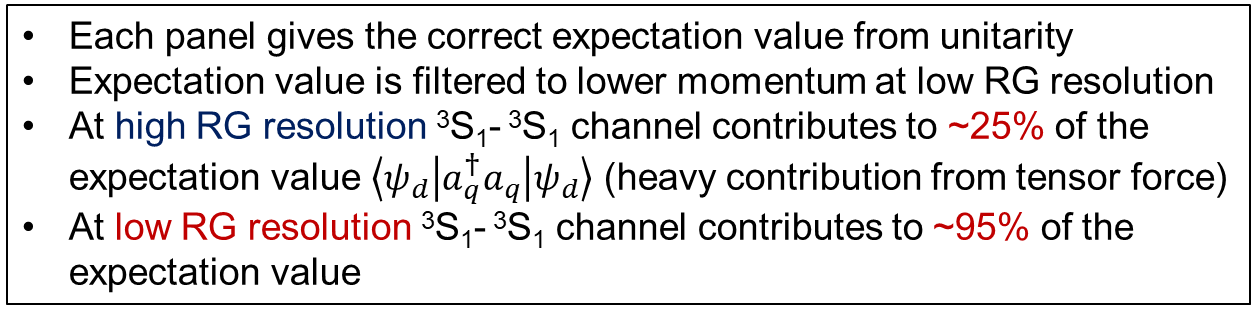 • Each panel gives the correct expectation value from unitarity
• Expectation value is filtered to lower momentum at low RG resolution
• At high RG resolution ³S₁- ³S₁ channel contributes to ~25% of the
expectation value ⟨𝜓_d|a_q^†a_q|𝜓_d⟩ (heavy contribution from tensor force)
• At low RG resolution ³S₁- ³S₁ channel contributes to ~95% of the
expectation value